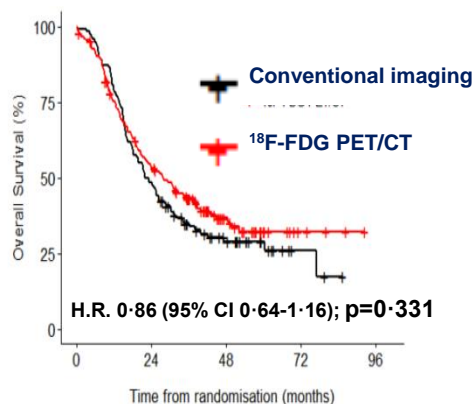 100
Conventional imaging
75
¹⁸F-FDG PET/CT
Overall Survival (%)
50
25
H.R. 0·86 (95% CI 0·64-1·16); p=0·331
0
0 24 48 72 96
Time from randomisation (months)